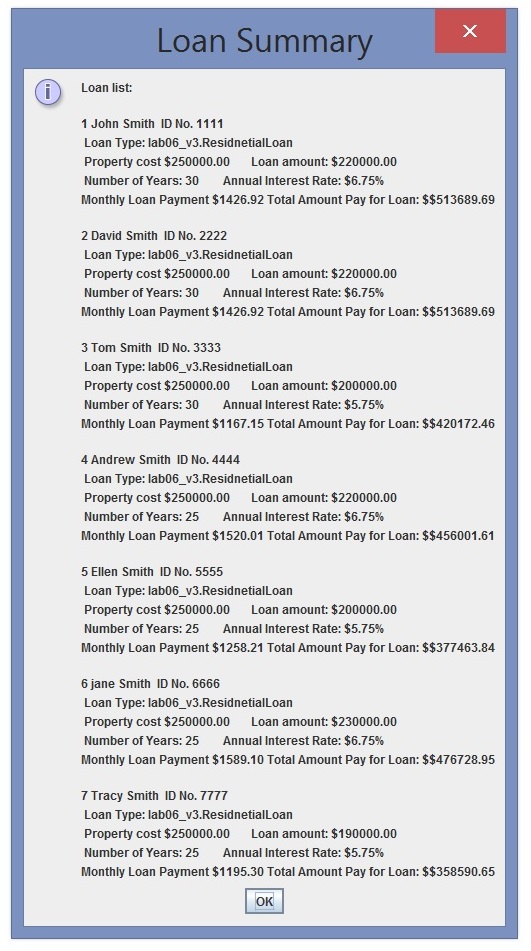 Loan Summary
Loan list:
1 John Smith ID No. 1111
Loan Type: lab06_v3.ResidnetialLoan
Property cost $250000.00 Loan amount: $220000.00
Number of Years: 30 Annual Interest Rate: $6.75%
Monthly Loan Payment $1426.92 Total Amount Pay for Loan: $$513689.69
2 David Smith ID No. 2222
Loan Type: lab06_v3.ResidnetialLoan
Property cost $250000.00 Loan amount: $220000.00
Number of Years: 30 Annual Interest Rate: $6.75%
Monthly Loan Payment $1426.92 Total Amount Pay for Loan: $$513689.69
3 Tom Smith ID No. 3333
Loan Type: lab06_v3.ResidnetialLoan
Property cost $250000.00 Loan amount: $200000.00
Number of Years: 30 Annual Interest Rate: $5.75%
Monthly Loan Payment $1167.15 Total Amount Pay for Loan: $$420172.46
4 Andrew Smith ID No. 4444
Loan Type: lab06_v3.ResidnetialLoan
Property cost $250000.00 Loan amount: $220000.00
Number of Years: 25 Annual Interest Rate: $6.75%
Monthly Loan Payment $1520.01 Total Amount Pay for Loan: $$456001.61
5 Ellen Smith ID No. 5555
Loan Type: lab06_v3.ResidnetialLoan
Property cost $250000.00 Loan amount: $200000.00
Number of Years: 25 Annual Interest Rate: $5.75%
Monthly Loan Payment $1258.21 Total Amount Pay for Loan: $$377463.84
6 jane Smith ID No. 6666
Loan Type: lab06_v3.ResidnetialLoan
Property cost $250000.00 Loan amount: $230000.00
Number of Years: 25 Annual Interest Rate: $6.75%
Monthly Loan Payment $1589.10 Total Amount Pay for Loan: $$476728.95
7 Tracy Smith ID No. 7777
Loan Type: lab06_v3.ResidnetialLoan
Property cost $250000.00 Loan amount: $190000.00
Number of Years: 25 Annual Interest Rate: $5.75%
Monthly Loan Payment $1195.30 Total Amount Pay for Loan: $$358590.65
OK